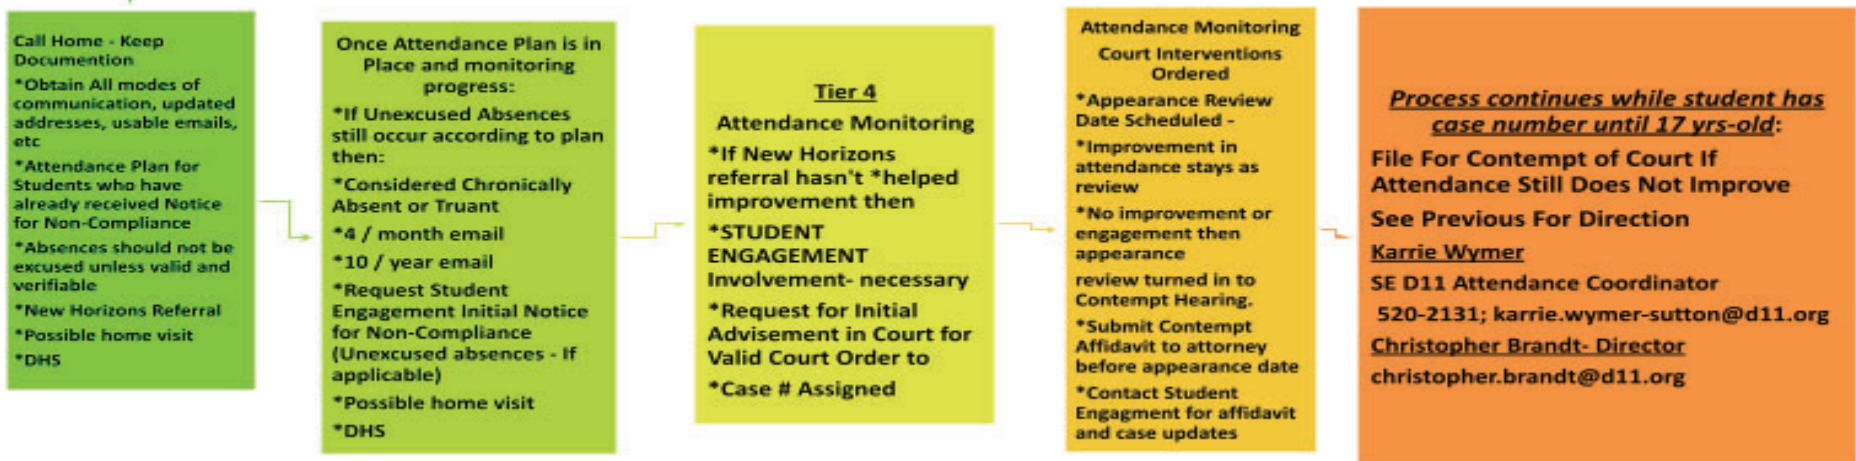 Call Home - Keep
Documention
*Obtain All modes of
communication, updated
addresses, usable emails,
etc
*Attendance Plan for
Students who have
already received Notice
for Non-Compliance
*Absences should not be
excused unless valid and
verifiable
*New Horizons Referral
*Possible home visit
*DHS
Once Attendance Plan is in
Place and monitoring
progress:
*If Unexcused Absences
still occur according to plan
then:
*Considered Chronically
Absent or Truant
*4 / month email
*10 / year email
*Request Student
Engagement Initial Notice
for Non-Compliance
(Unexcused absences - If
applicable)
*Possible home visit
*DHS
Tier 4
Attendance Monitoring
*If New Horizons
referral hasn't *helped
improvement then
*STUDENT
ENGAGEMENT
Involvement- necessary
*Request for Initial
Advisement in Court for
Valid Court Order to
*Case # Assigned
Attendance Monitoring
Court Interventions
Ordered
*Appearance Review
Date Scheduled -
*Improvement in
attendance stays as
review
*No improvement or
engagement then
appearance
review turned in to
Contempt Hearing.
*Submit Contempt
Affidavit to attorney
before appearance date
*Contact Student
Engagment for affidavit
and case updates
Process continues while student has
case number until 17 yrs-old:
File For Contempt of Court If
Attendance Still Does Not Improve
See Previous For Direction
Karrie Wymer
SE D11 Attendance Coordinator
520-2131; karrie.wymer-sutton@d11.org
Christopher Brandt- Director
christopher.brandt@d11.org